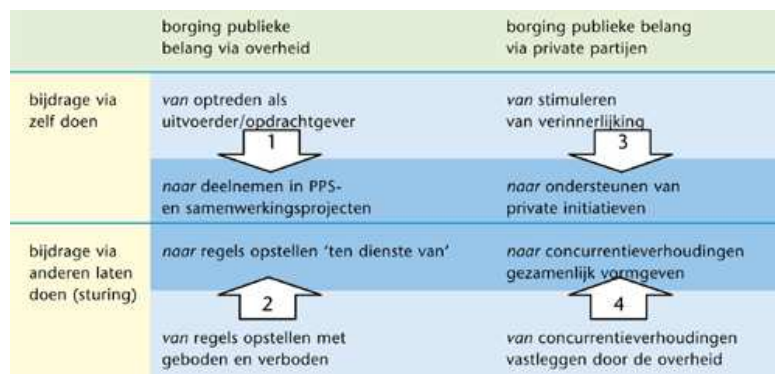 borging publieke
belang via overheid
borging publieke belang
via private partijen
bijdrage via
zelf doen
van optreden als
uitvoerder/opdrachtgever
1
naar deelnemen in PPS-
en samenwerkingsprojecten
van stimuleren
van verinnerlijking
3
naar ondersteunen van
private initiatieven
bijdrage via
anderen laten
doen (sturing)
naar regels opstellen ‘ten dienste van’
2
van regels opstellen met
geboden en verboden
naar concurrentieverhoudingen
gezamenlijk vormgeven
4
van concurrentieverhoudingen
vastleggen door de overheid